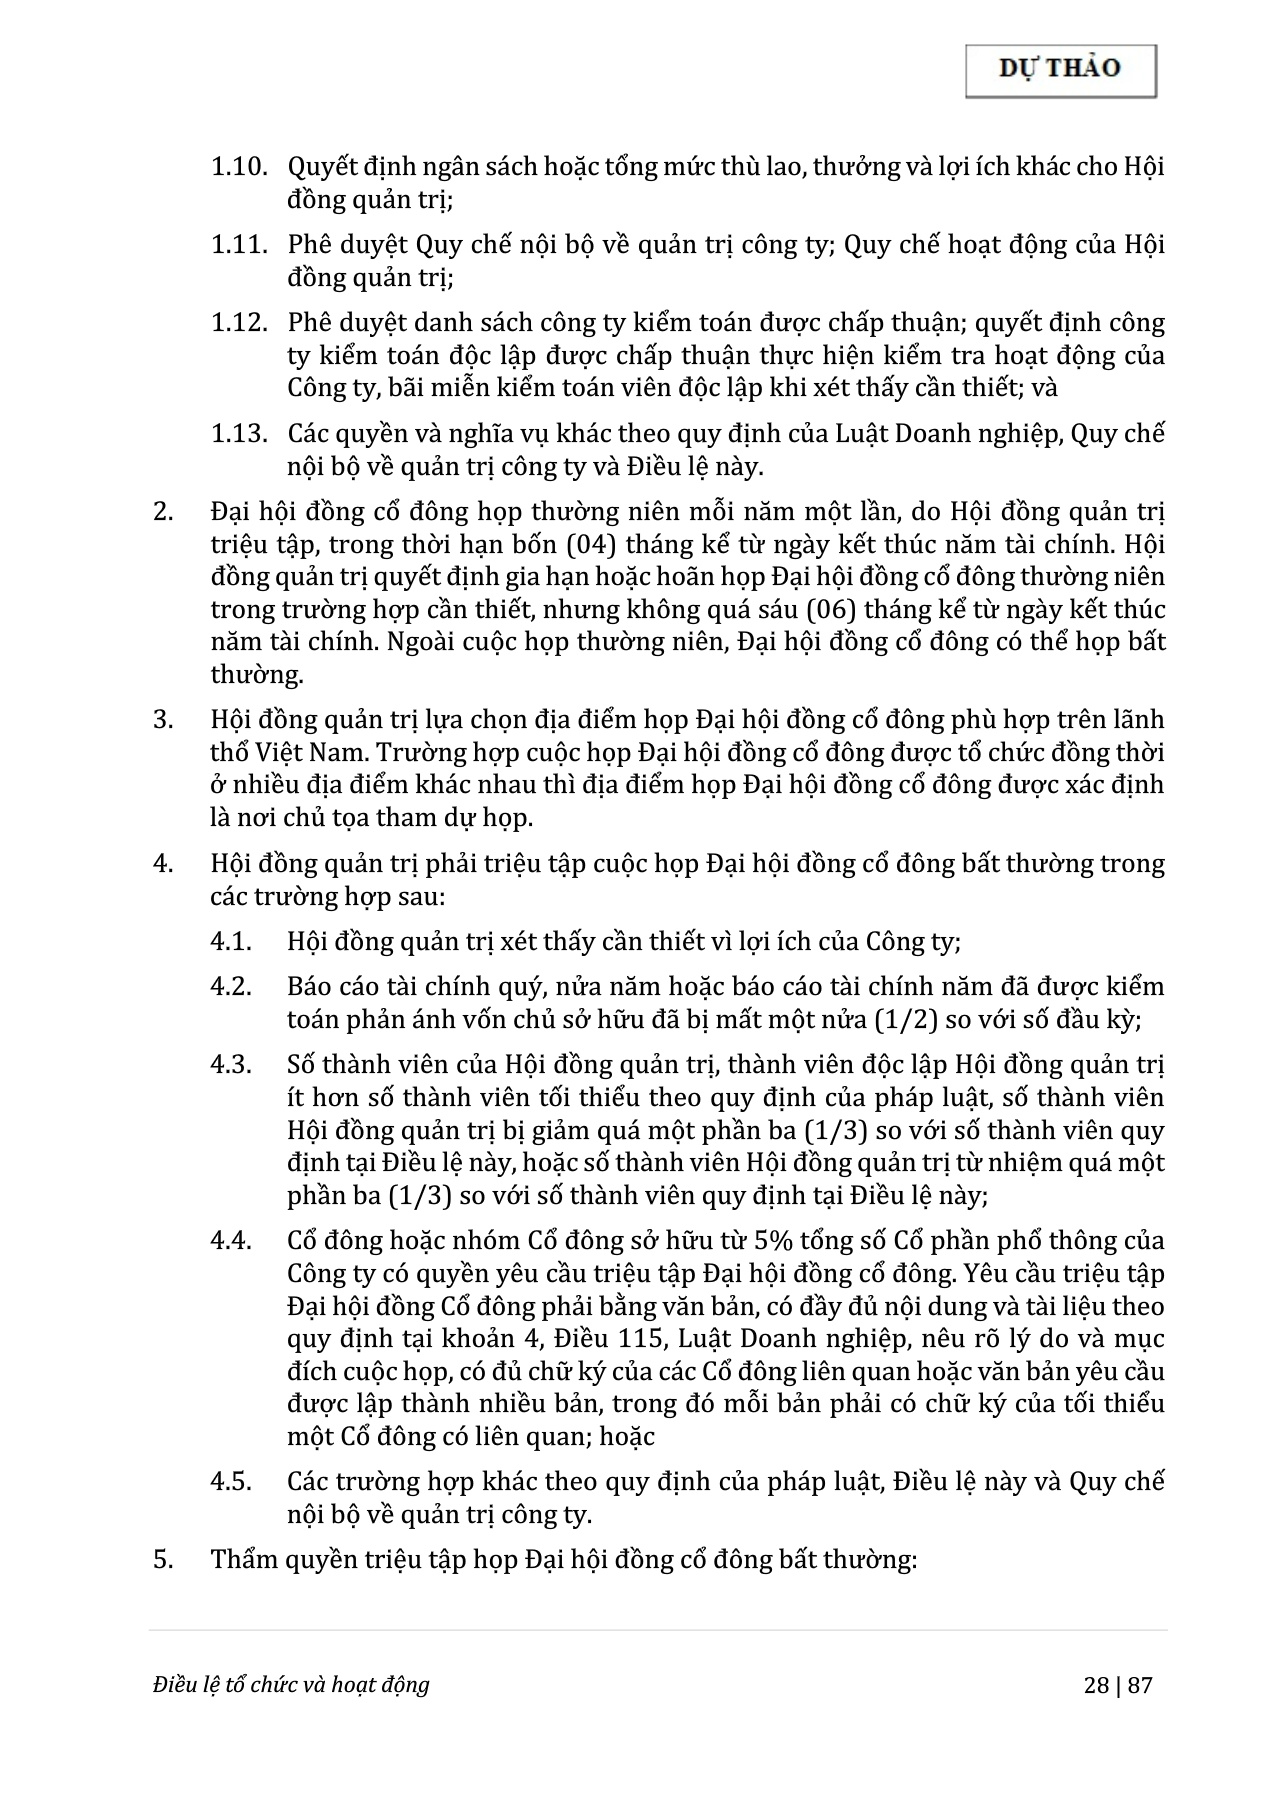 DỰ THẢO
1.10. Quyết định ngân sách hoặc tổng mức thù lao, thưởng và lợi ích khác cho Hội
đồng quản trị;
1.11. Phê duyệt Quy chế nội bộ về quản trị công ty; Quy chế hoạt động của Hội
đồng quản trị;
1.12. Phê duyệt danh sách công ty kiểm toán được chấp thuận; quyết định công
ty kiểm toán độc lập được chấp thuận thực hiện kiểm tra hoạt động của
Công ty, bãi miễn kiểm toán viên độc lập khi xét thấy cần thiết; và
1.13. Các quyền và nghĩa vụ khác theo quy định của Luật Doanh nghiệp, Quy chế
nội bộ về quản trị công ty và Điều lệ này.
2. Đại hội đồng cổ đông họp thường niên mỗi năm một lần, do Hội đồng quản trị
triệu tập, trong thời hạn bốn (04) tháng kể từ ngày kết thúc năm tài chính. Hội
đồng quản trị quyết định gia hạn hoặc hoãn họp Đại hội đồng cổ đông thường niên
trong trường hợp cần thiết, nhưng không quá sáu (06) tháng kể từ ngày kết thúc
năm tài chính. Ngoài cuộc họp thường niên, Đại hội đồng cổ đông có thể họp bất
thường.
3. Hội đồng quản trị lựa chọn địa điểm họp Đại hội đồng cổ đông phù hợp trên lãnh
thổ Việt Nam. Trường hợp cuộc họp Đại hội đồng cổ đông được tổ chức đồng thời
ở nhiều địa điểm khác nhau thì địa điểm họp Đại hội đồng cổ đông được xác định
là nơi chủ tọa tham dự họp.
4. Hội đồng quản trị phải triệu tập cuộc họp Đại hội đồng cổ đông bất thường trong
các trường hợp sau:
4.1. Hội đồng quản trị xét thấy cần thiết vì lợi ích của Công ty;
4.2. Báo cáo tài chính quý, nửa năm hoặc báo cáo tài chính năm đã được kiểm
toán phản ánh vốn chủ sở hữu đã bị mất một nửa (1/2) so với số đầu kỳ;
4.3. Số thành viên của Hội đồng quản trị, thành viên độc lập Hội đồng quản trị
ít hơn số thành viên tối thiểu theo quy định của pháp luật, số thành viên
Hội đồng quản trị bị giảm quá một phần ba (1/3) so với số thành viên quy
định tại Điều lệ này, hoặc số thành viên Hội đồng quản trị từ nhiệm quá một
phần ba (1/3) so với số thành viên quy định tại Điều lệ này;
4.4. Cổ đông hoặc nhóm Cổ đông sở hữu từ 5% tổng số Cổ phần phổ thông của
Công ty có quyền yêu cầu triệu tập Đại hội đồng cổ đông. Yêu cầu triệu tập
Đại hội đồng Cổ đông phải bằng văn bản, có đầy đủ nội dung và tài liệu theo
quy định tại khoản 4, Điều 115, Luật Doanh nghiệp, nêu rõ lý do và mục
đích cuộc họp, có đủ chữ ký của các Cổ đông liên quan hoặc văn bản yêu cầu
được lập thành nhiều bản, trong đó mỗi bản phải có chữ ký của tối thiểu
một Cổ đông có liên quan; hoặc
4.5. Các trường hợp khác theo quy định của pháp luật, Điều lệ này và Quy chế
nội bộ về quản trị công ty.
5. Thẩm quyền triệu tập họp Đại hội đồng cổ đông bất thường:
Điều lệ tổ chức và hoạt động 28 | 87